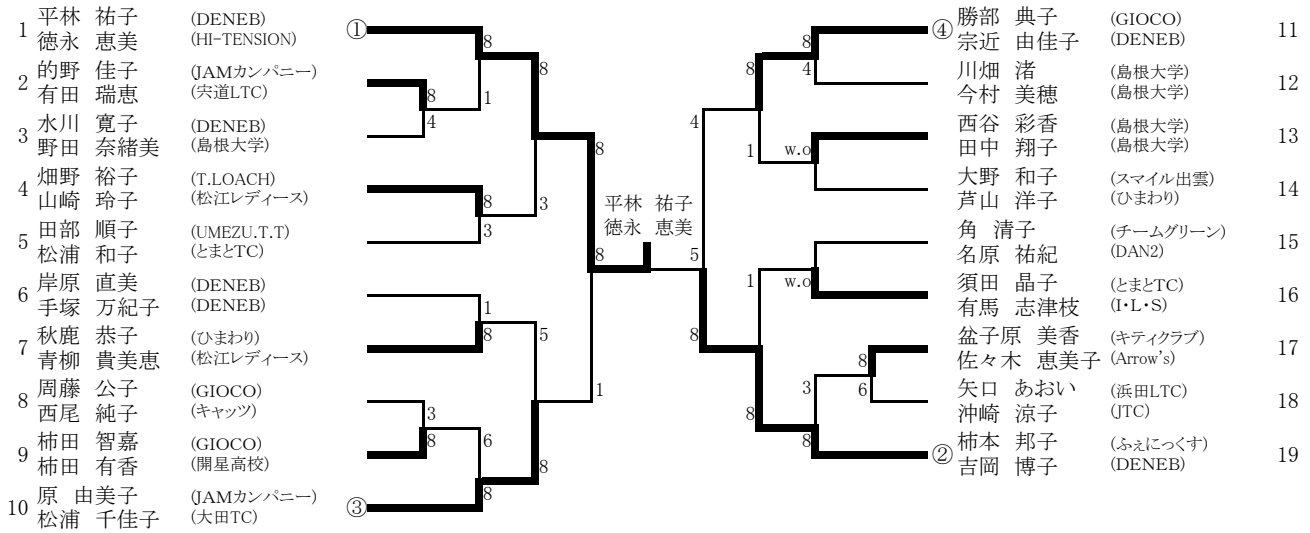 1 平林 祐子 (DENEB)
徳永 恵美 (HI-TENSION) ①
2 的野 佳子 (JAMカンパニー)
有田 瑞恵 (宍道LTC)
3 水川 寛子 (DENEB)
野田 奈緒美 (島根大学)
4 畑野 裕子 (T.LOACH)
山崎 玲子 (松江レディース)
5 田部 順子 (UMEZU.T.T)
松浦 和子 (とまとTC)
6 岸原 直美 (DENEB)
手塚 万紀子 (DENEB)
7 秋鹿 恭子 (ひまわり)
青柳 貴美恵 (松江レディース)
8 周藤 公子 (GIOCO)
西尾 純子 (キャッツ)
9 柿田 智嘉 (GIOCO)
柿田 有香 (開星高校)
10 原 由美子 (JAMカンパニー)
松浦 千佳子 (大田TC) ③
8
8
8
1
4
8
8
3
3
8
1
8
5
1
3
8
6
8
8
平林 祐子
徳永 恵美
5
8
4
8
1
4
w.o
8
1
w.o
8
3
8
6
8
勝部 典子 (GIOCO) 11
④ 宗近 由佳子 (DENEB)
川畑 渚 (島根大学) 12
今村 美穂 (島根大学)
西谷 彩香 (島根大学) 13
田中 翔子 (島根大学)
大野 和子 (スマイル出雲) 14
芦山 洋子 (ひまわり)
角 清子 (チームグリーン) 15
名原 祐紀 (DAN2)
須田 晶子 (とまとTC) 16
有馬 志津枝 (I・L・S)
盆子原 美香 (キティクラブ) 17
佐々木 恵美子 (Arrow's)
矢口 あおい (浜田LTC) 18
沖崎 涼子 (JTC)
柿本 邦子 (ふぇにっくす) 19
② 吉岡 博子 (DENEB)